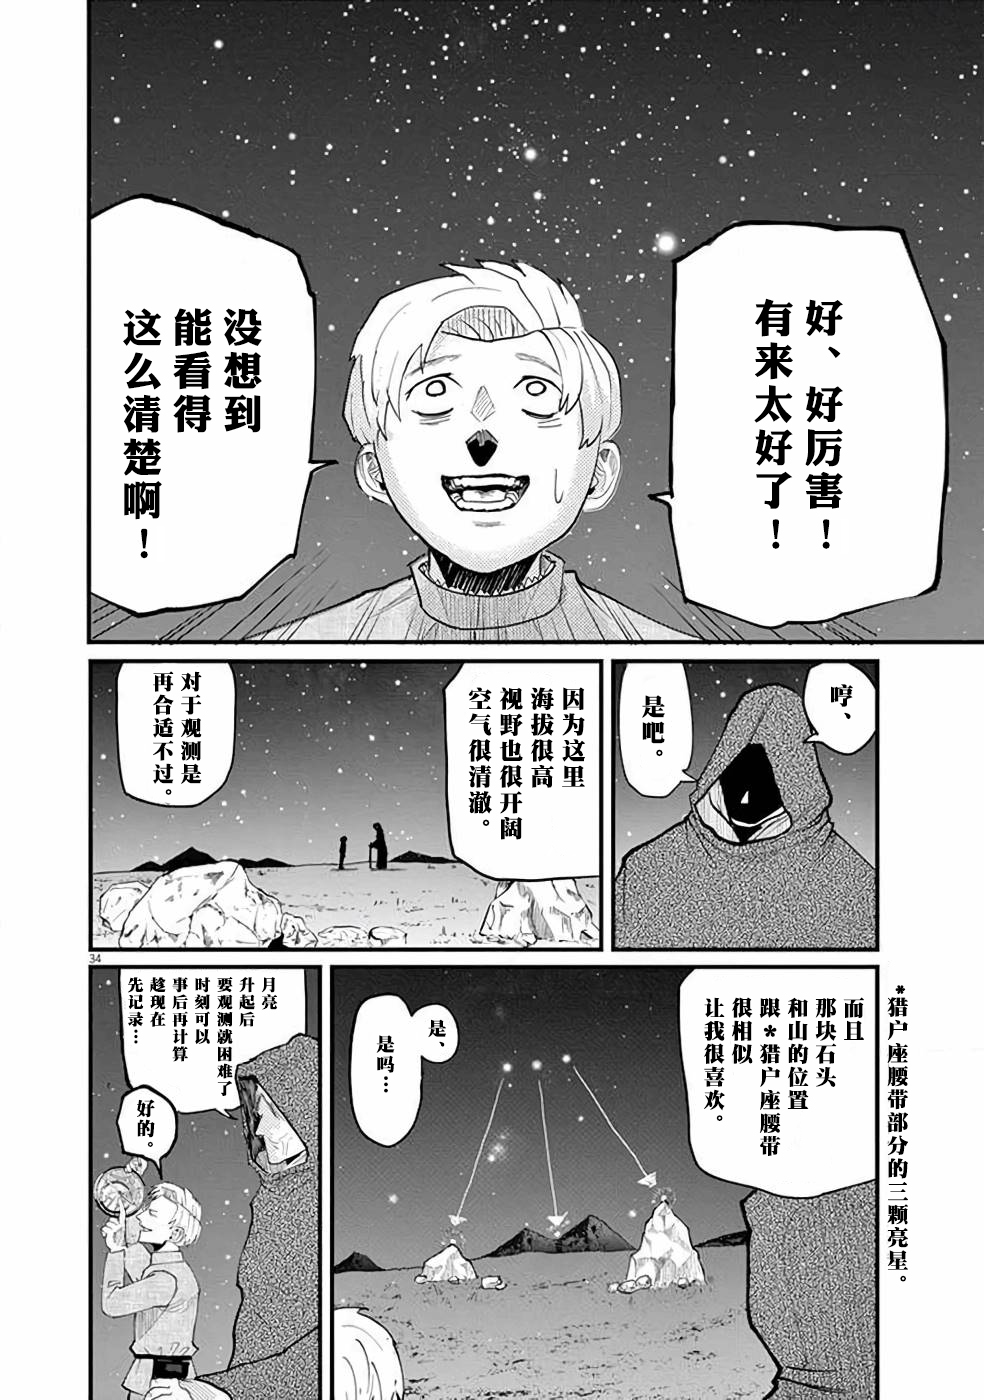 好、好厉害！
有来太好了！
没想到
能看得
这么清楚啊！
哼、
是吧。
因为这里
海拔很高
视野也很开阔
空气很清澈。
对于观测是
再合适不过。
34
*猎户座腰带部分的三颗亮星。
而且
那块石头
和山的位置
跟*猎户座腰带
很相似
让我很喜欢。
是、
是吗…
月亮
升起后
要观测就困难了
时刻可以
事后再计算
趁现在
先记录…
好的。